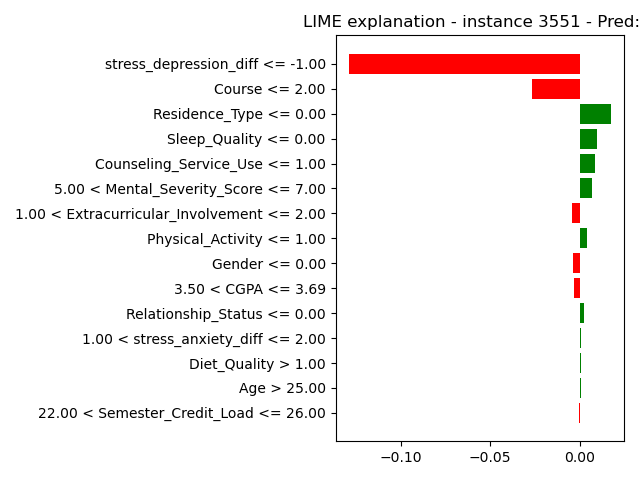 LIME explanation - instance 3551 - Pred:
stress_depression_diff <= -1.00
Course <= 2.00
Residence_Type <= 0.00
Sleep_Quality <= 0.00
Counseling_Service_Use <= 1.00
5.00 < Mental_Severity_Score <= 7.00
1.00 < Extracurricular_Involvement <= 2.00
Physical_Activity <= 1.00
Gender <= 0.00
3.50 < CGPA <= 3.69
Relationship_Status <= 0.00
1.00 < stress_anxiety_diff <= 2.00
Diet_Quality > 1.00
Age > 25.00
22.00 < Semester_Credit_Load <= 26.00
−0.10 −0.05 0.00